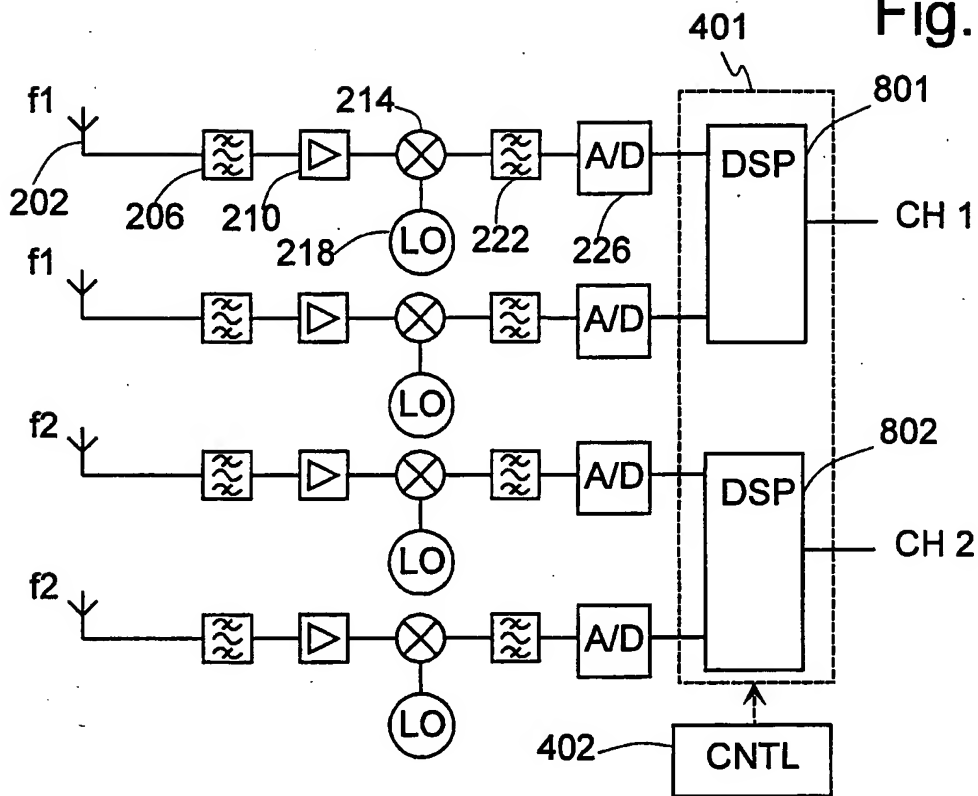 Fig.
401
801
f1
214
A/D
DSP
202
206
210
218
LO
222
226
CH 1
f1
A/D
LO
f2
802
A/D
DSP
LO
CH 2
f2
A/D
LO
402
CNTL